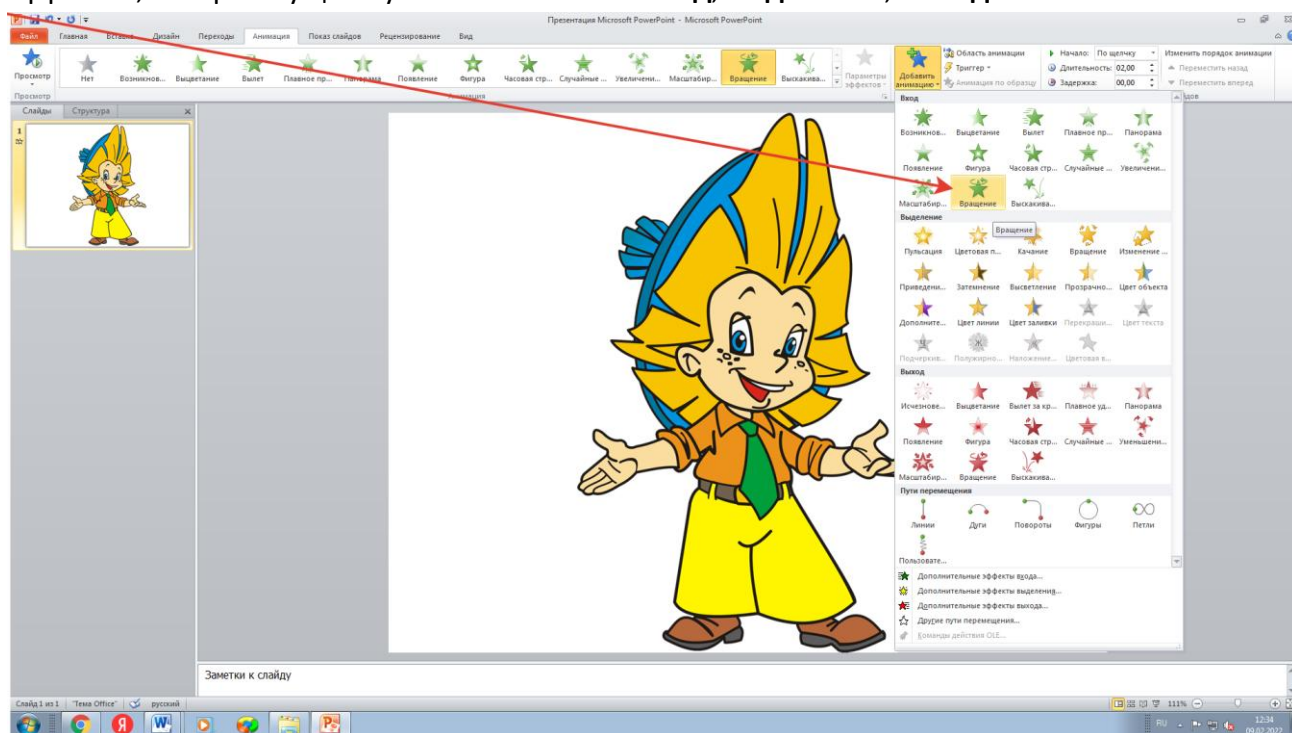 Презентация Microsoft PowerPoint - Microsoft PowerPoint
Файл Главная Вставка Дизайн Переходы Анимация Показ слайдов Рецензирование Вид
Просмотр Нет Возникнов... Выцветание Вылет Плавное пр... Панорама Появление Фигура Часовая стр... Случайные ... Увеличени... Масштабир... Вращение Выскакива... Параметры эффектов
Добавить анимацию
Область анимации
Триггер
Анимация по образцу
Начало: По щелчку
Длительность: 02,00
Задержка: 00,00
Изменить порядок анимации
Переместить назад
Переместить вперед
Просмотр Анимация
Слайды Структура
1
Вход
Возникнов... Выцветание Вылет Плавное пр... Панорама
Появление Фигура Часовая стр... Случайные ... Увеличени...
Масштабир... Вращение Выскакива...
Выделение
Вращение
Пульсация Цветовая п... Качание Вращение Изменение ...
Приведени... Затемнение Высветление Прозрачно... Цвет объекта
Дополните... Цвет линии Цвет заливки Перекраши... Цвет текста
Подчеркив... Полужирно... Наложение... Цветовая в...
Выход
Исчезнове... Выцветание Вылет за кр... Плавное уд... Панорама
Появление Фигура Часовая стр... Случайные ... Уменьшени...
Масштабир... Вращение Выскакива...
Пути перемещения
Линии Дуги Повороты Фигуры Петли
Пользовате...
Дополнительные эффекты входа...
Дополнительные эффекты выделения...
Дополнительные эффекты выхода...
Другие пути перемещения...
Команды действия OLE...
Заметки к слайду
Слайд 1 из 1 "Тема Office" русский 111%
RU 12:34
09.02.2022